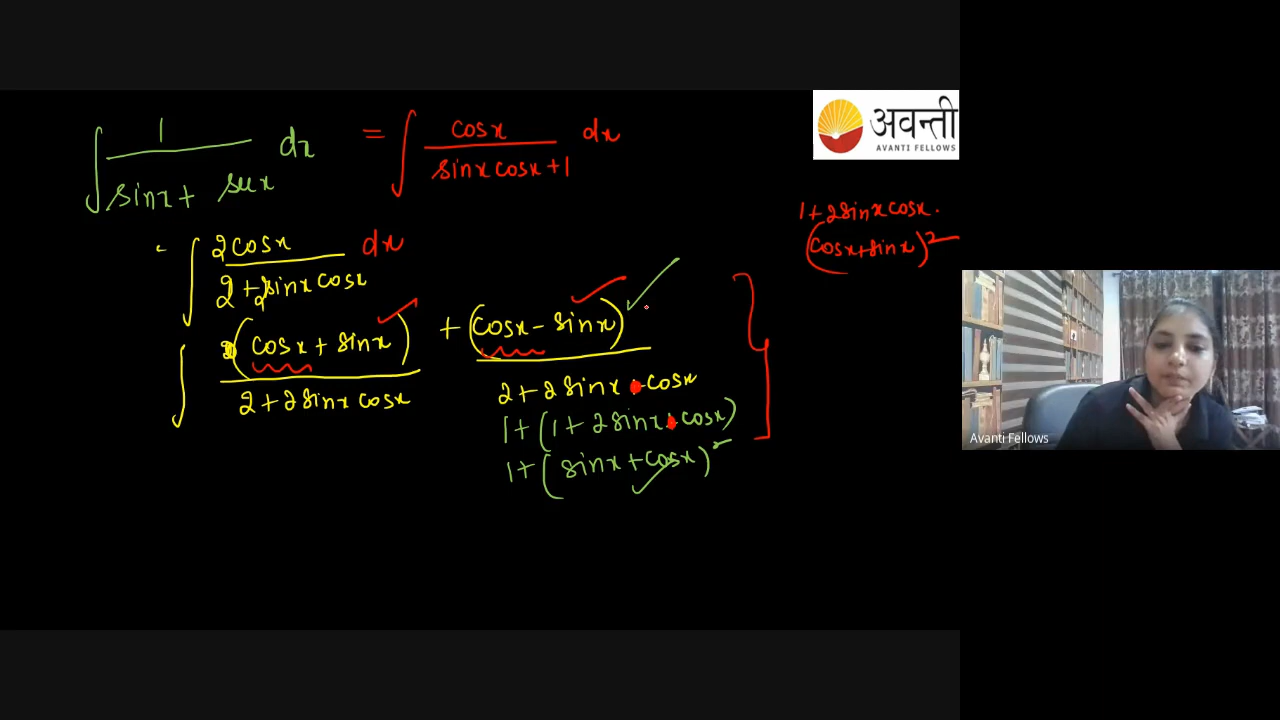 ∫ 1 / (sinx + secx) dx = ∫ cosx / (sinx cosx + 1) dx
1 + 2sinx cosx.
(cosx + sinx)²
∫ 2cosx / (2 + 2sinx cosx) dx
∫ (cosx + sinx) / (2 + 2sinx cosx) + (cosx - sinx) / (2 + 2sinx · cosx)
1 + (1 + 2sinx · cosx)
1 + (sinx + cosx)²
अवन्ती
AVANTI FELLOWS
Avanti Fellows